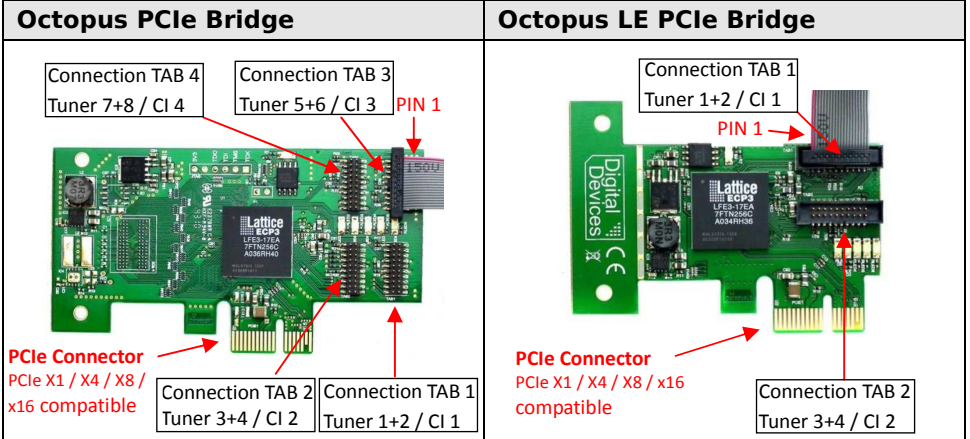 Octopus PCIe Bridge
Connection TAB 4
Tuner 7+8 / CI 4
Connection TAB 3
Tuner 5+6 / CI 3
PIN 1
Lattice
ECP3
LFE3-17EA
7FTN256C
A036RH40
PCIe Connector
PCIe X1 / X4 / X8 /
x16 compatible
Connection TAB 2
Tuner 3+4 / CI 2
Connection TAB 1
Tuner 1+2 / CI 1
Octopus LE PCIe Bridge
Connection TAB 1
Tuner 1+2 / CI 1
PIN 1
Digital
Devices
CE
Lattice
ECP3
LFE3-17EA
7FTN256C
A034RH36
PCIe Connector
PCIe X1 / X4 / X8 / x16
compatible
Connection TAB 2
Tuner 3+4 / CI 2